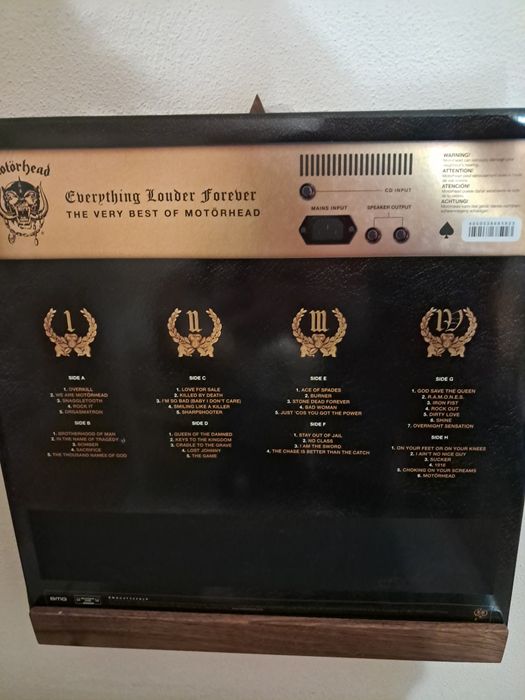 Motörhead
Everything Louder Forever
THE VERY BEST OF MOTÖRHEAD
CD INPUT
MAINS INPUT
SPEAKER OUTPUT
WARNING!
ATTENTION!
ATENCIÓN!
ACHTUNG!
I
SIDE A
1. OVERKILL
2. WE ARE MOTÖRHEAD
3. SNAGGLETOOTH
4. ROCK IT
5. ORGASMATRON
SIDE B
1. BROTHERHOOD OF MAN
2. IN THE NAME OF TRAGEDY
3. BOMBER
4. SACRIFICE
5. THE THOUSAND NAMES OF GOD
II
SIDE C
1. LOVE FOR SALE
2. KILLED BY DEATH
3. I'M SO BAD (BABY I DON'T CARE)
4. SMILING LIKE A KILLER
5. SHARPSHOOTER
SIDE D
1. QUEEN OF THE DAMNED
2. KEYS TO THE KINGDOM
3. CRADLE TO THE GRAVE
4. LOST JOHNNY
5. THE GAME
III
SIDE E
1. ACE OF SPADES
2. BURNER
3. STONE DEAD FOREVER
4. BAD WOMAN
5. JUST 'COS YOU GOT THE POWER
SIDE F
1. STAY OUT OF JAIL
2. NO CLASS
3. I AM THE SWORD
4. THE CHASE IS BETTER THAN THE CATCH
IV
SIDE G
1. GOD SAVE THE QUEEN
2. R.A.M.O.N.E.S.
3. IRON FIST
4. ROCK OUT
5. DIRTY LOVE
6. SHINE
7. OVERNIGHT SENSATION
SIDE H
1. ON YOUR FEET OR ON YOUR KNEES
2. I AIN'T NO NICE GUY
3. SUCKER
4. 1916
5. CHOKING ON YOUR SCREAMS
6. MOTÖRHEAD
BMG